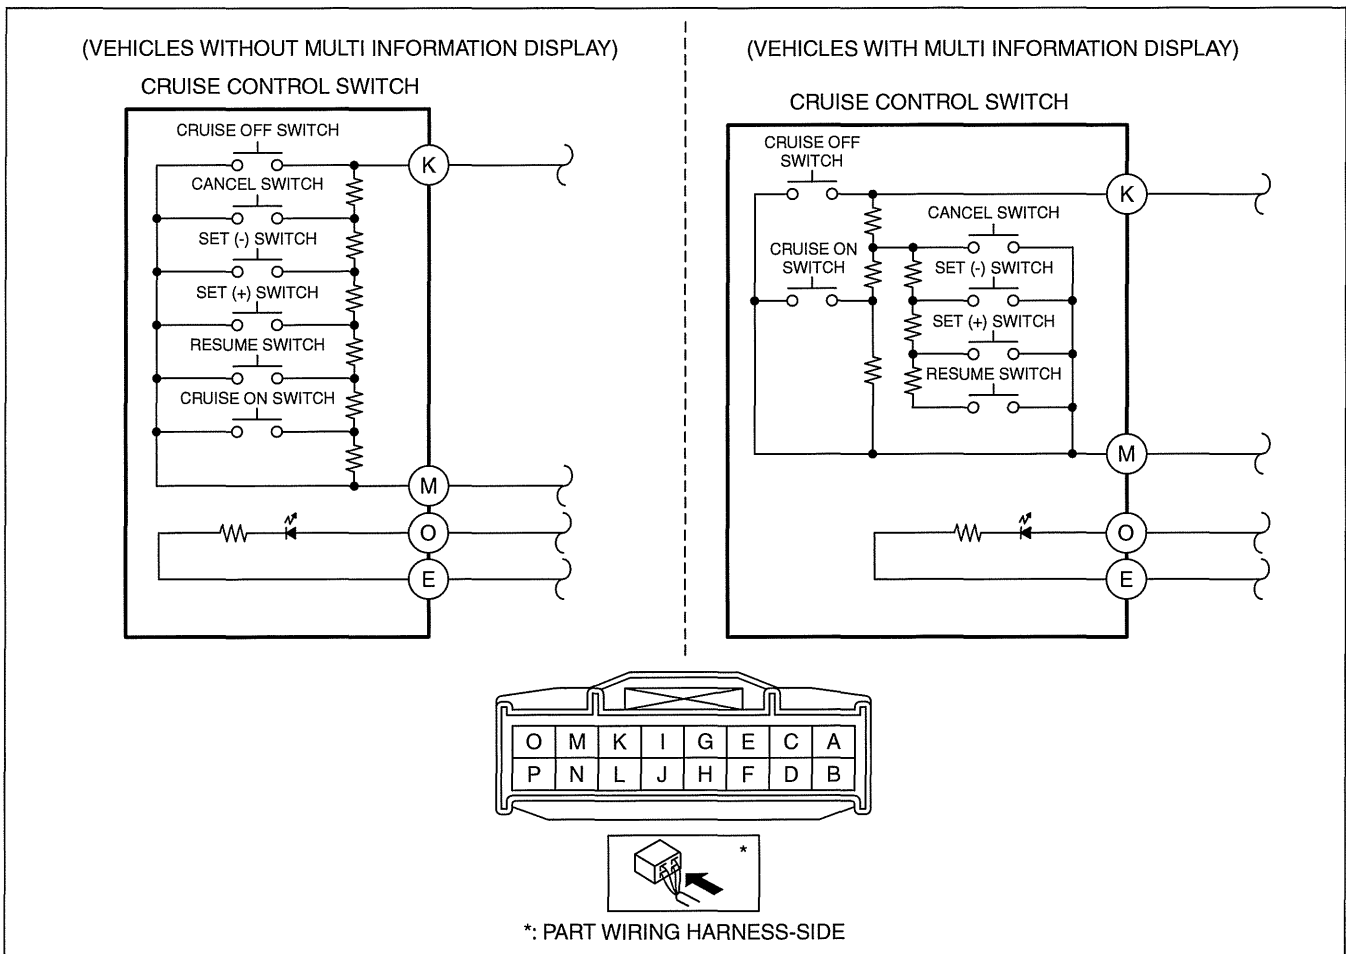 (VEHICLES WITHOUT MULTI INFORMATION DISPLAY)
CRUISE CONTROL SWITCH
CRUISE OFF SWITCH
K
CANCEL SWITCH
SET (-) SWITCH
SET (+) SWITCH
RESUME SWITCH
CRUISE ON SWITCH
M
O
E
(VEHICLES WITH MULTI INFORMATION DISPLAY)
CRUISE CONTROL SWITCH
CRUISE OFF
SWITCH
K
CANCEL SWITCH
CRUISE ON
SWITCH
SET (-) SWITCH
SET (+) SWITCH
RESUME SWITCH
M
O
E
O M K I G E C A
P N L J H F D B
*
*: PART WIRING HARNESS-SIDE